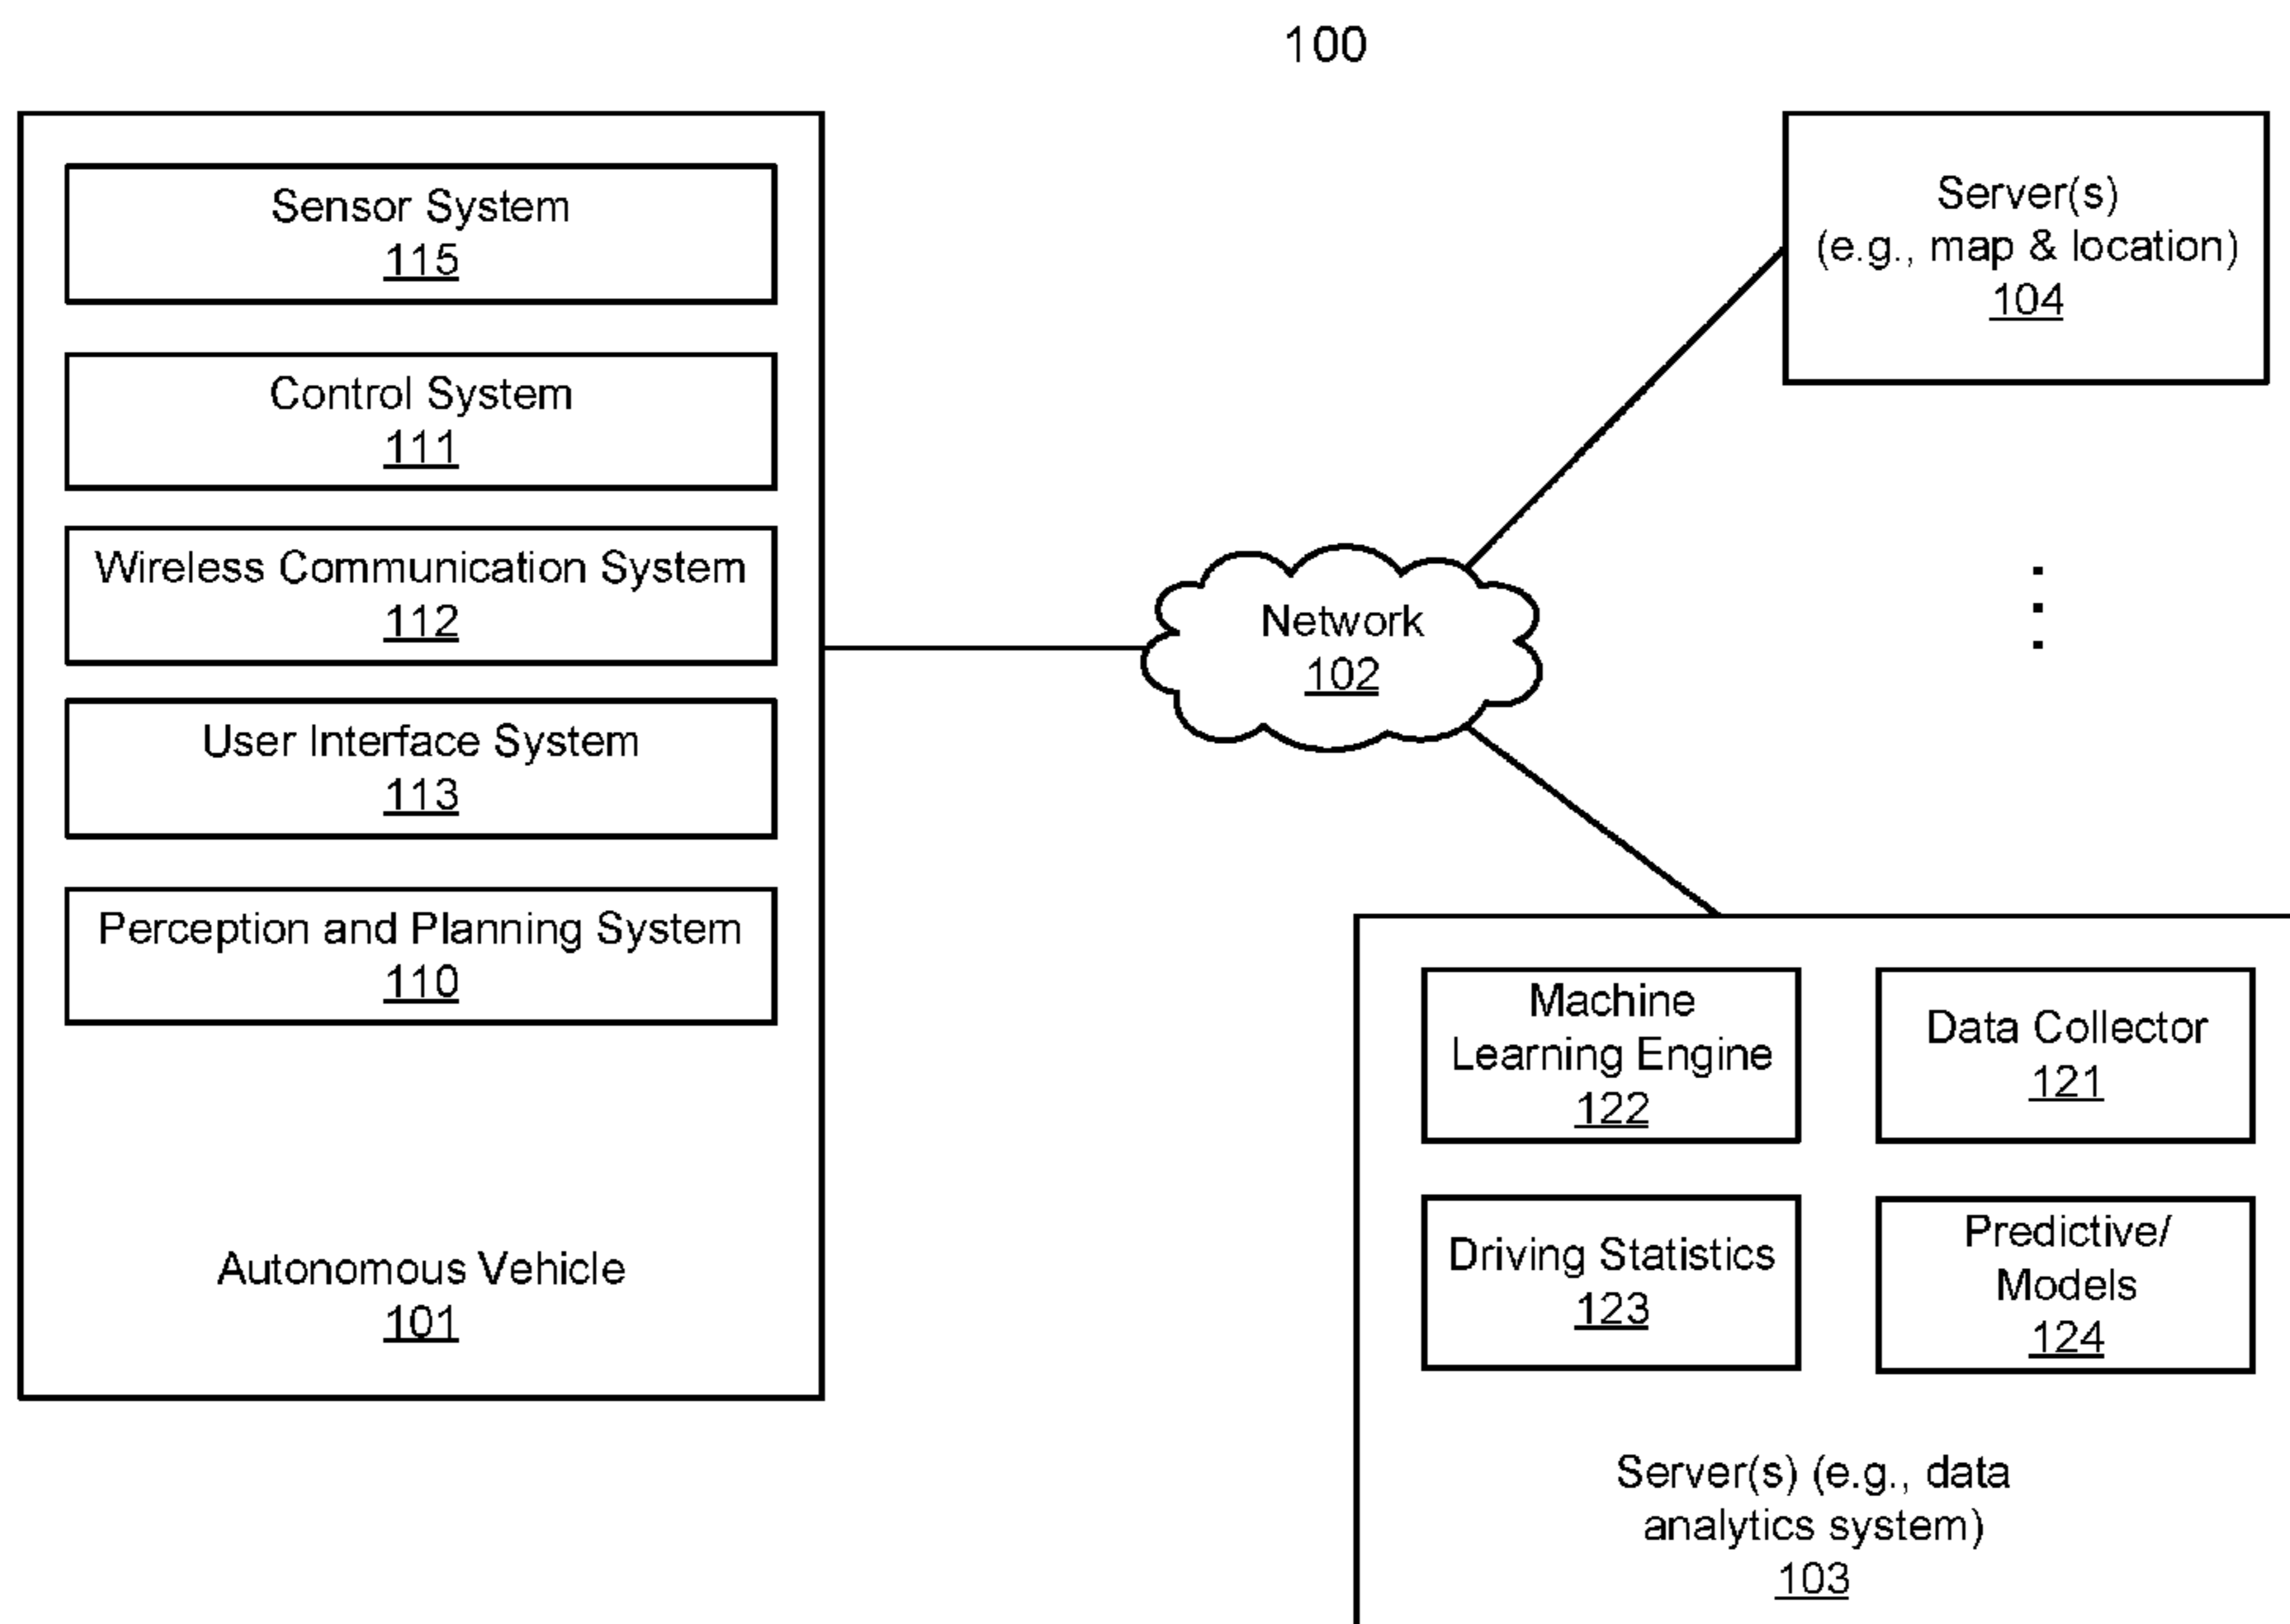 100
Sensor System
115
Control System
111
Wireless Communication System
112
User Interface System
113
Perception and Planning System
110
Autonomous Vehicle
101
Network
102
Server(s)
(e.g., map & location)
104
Machine
Learning Engine
122
Data Collector
121
Driving Statistics
123
Predictive/
Models
124
Server(s) (e.g., data
analytics system)
103